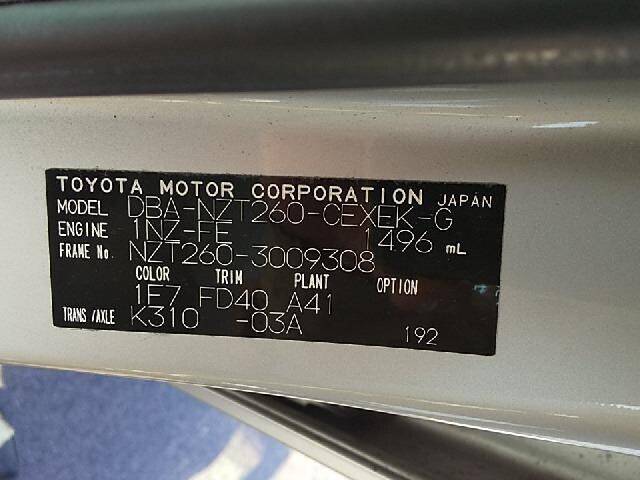 TOYOTA MOTOR CORPORATION JAPAN
MODEL DBA-NZT260-CEXEK-G
ENGINE 1NZ-FE 1496 mL
FRAME No. NZT260-3009308
COLOR TRIM PLANT OPTION
1F7 FD40 A41
TRANS/AXLE K310 -03A
192